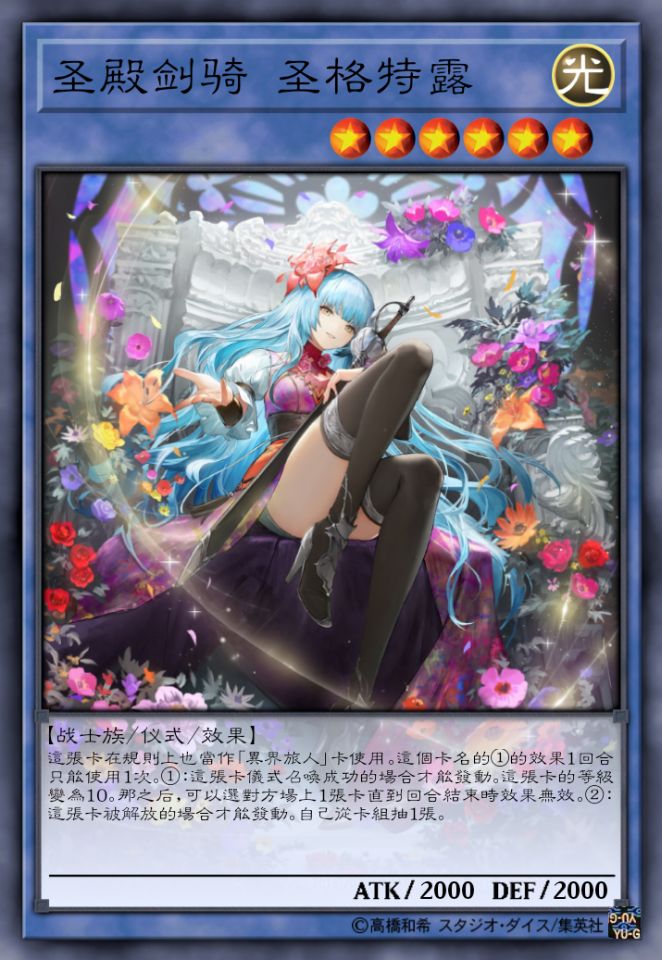 圣殿剑骑 圣格特露
光
【战士族/仪式/效果】
這張卡在規則上也當作「異界旅人」卡使用。這個卡名的①的效果1回合
只能使用1次。①:這張卡儀式召喚成功的場合才能發動。這張卡的等級
變為10。那之后,可以選對方場上1張卡直到回合結束時效果無效。②:
這張卡被解放的場合才能發動。自己從卡組抽1張。
ATK/2000 DEF/2000
©高橋和希 スタジオ・ダイス/集英社
YU-G